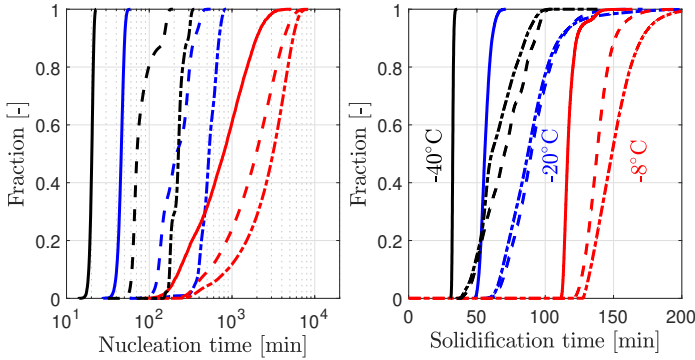 1
0.8
0.6
0.4
0.2
0
Fraction [-]
10^1 10^2 10^3 10^4
Nucleation time [min]
1
0.8
0.6
0.4
0.2
0
Fraction [-]
-40°C
-20°C
-8°C
0 50 100 150 200
Solidification time [min]